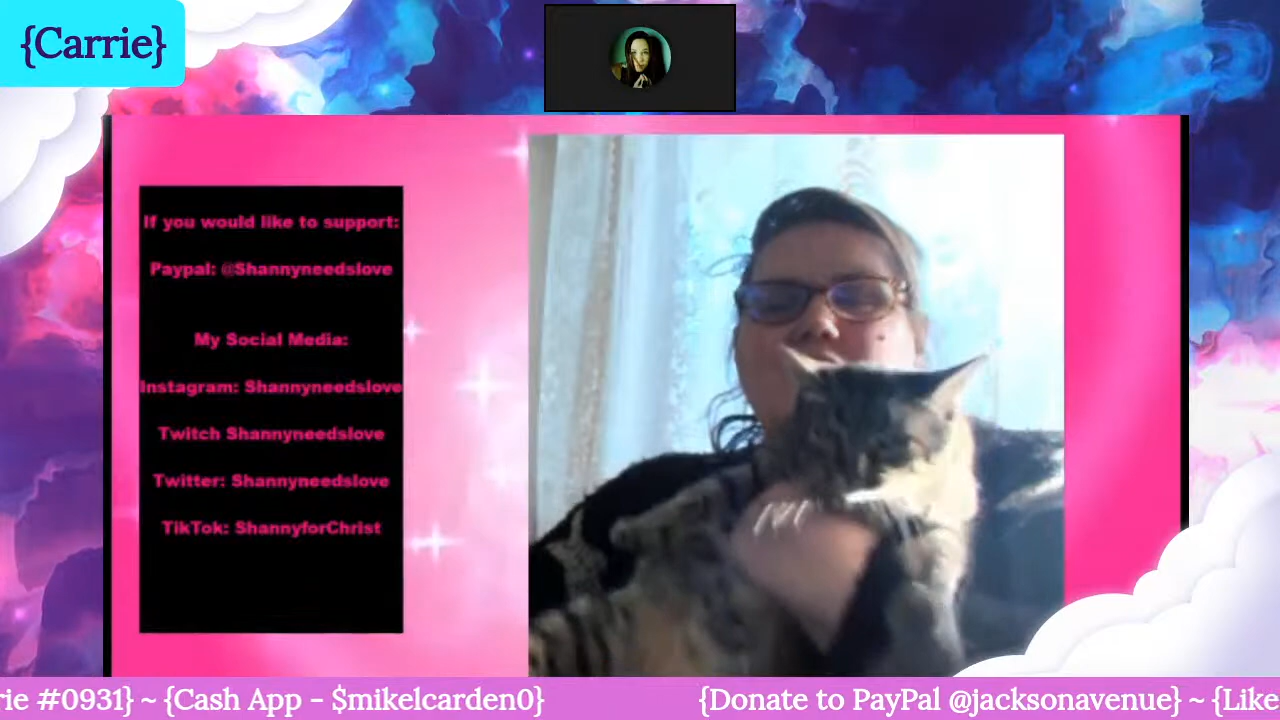 {Carrie}
If you would like to support:
Paypal: @Shannyneedslove
My Social Media:
Instagram: Shannyneedslove
Twitch Shannyneedslove
Twitter: Shannyneedslove
TikTok: ShannyforChrist
rie #0931} ~ {Cash App - $mikelcarden0} {Donate to PayPal @jacksonavenue} ~ {Like